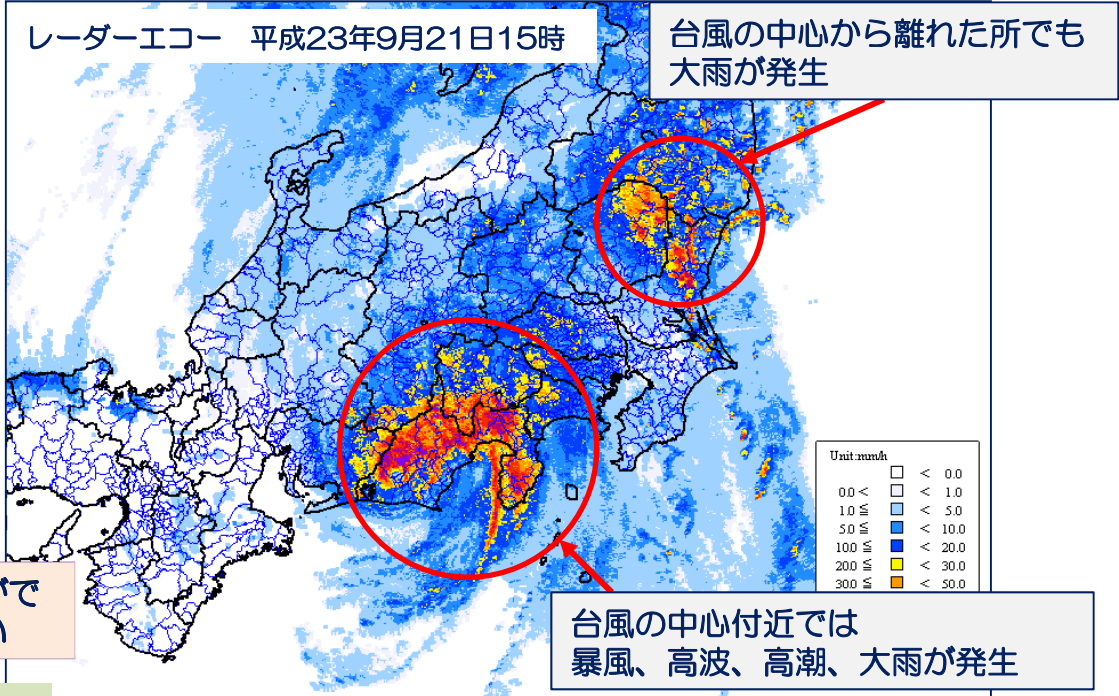 レーダーエコー　平成23年9月21日15時
台風の中心から離れた所でも
大雨が発生
Unit:mm/h
< 0.0
0.0 < < 1.0
1.0 ≦ < 5.0
5.0 ≦ < 10.0
10.0 ≦ < 20.0
20.0 ≦ < 30.0
30.0 ≦ < 50.0
で
台風の中心付近では
暴風、高波、高潮、大雨が発生